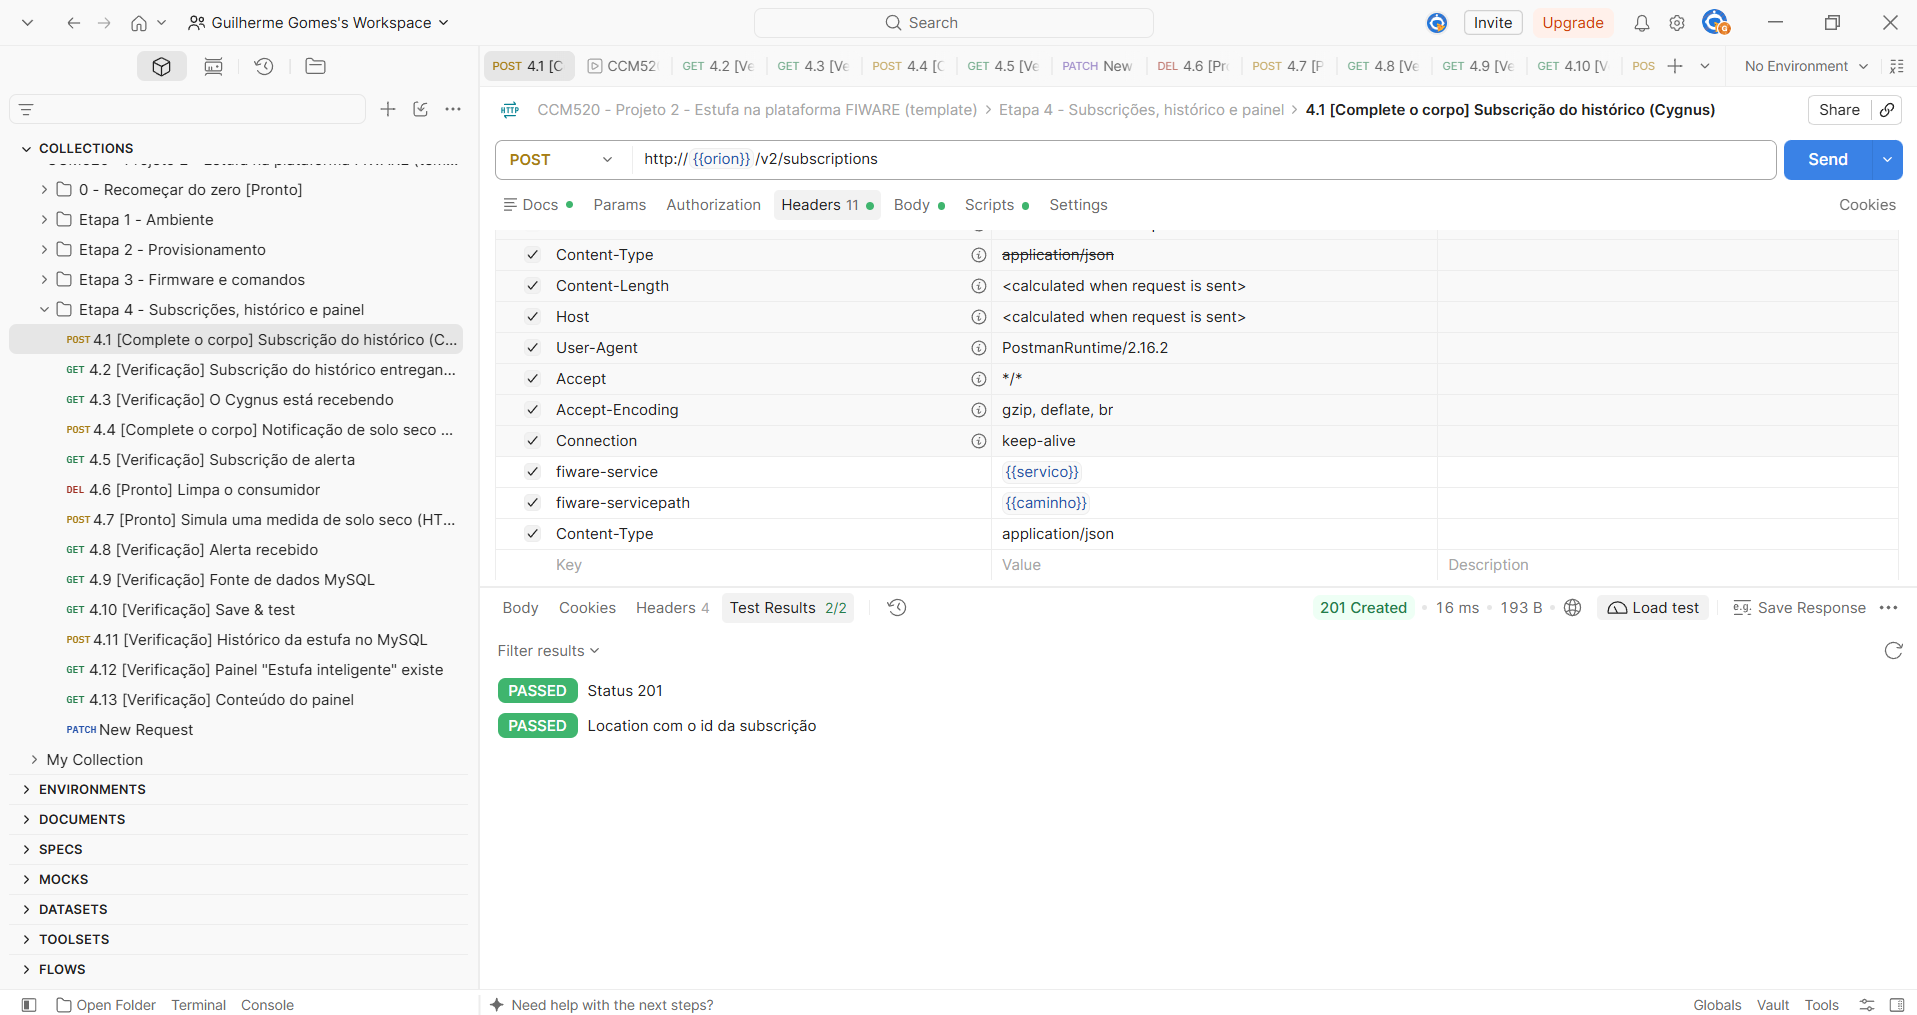 Guilherme Gomes's Workspace
Search
Invite
Upgrade
POST 4.1 [C
CCM52
GET 4.2 [Ve
GET 4.3 [Ve
POST 4.4 [C
GET 4.5 [Ve
PATCH New
DEL 4.6 [Pr
POST 4.7 [P
GET 4.8 [Ve
GET 4.9 [Ve
GET 4.10 [V
POS
No Environment
COLLECTIONS
0 - Recomeçar do zero [Pronto]
Etapa 1 - Ambiente
Etapa 2 - Provisionamento
Etapa 3 - Firmware e comandos
Etapa 4 - Subscrições, histórico e painel
POST 4.1 [Complete o corpo] Subscrição do histórico (C...
GET 4.2 [Verificação] Subscrição do histórico entregan...
GET 4.3 [Verificação] O Cygnus está recebendo
POST 4.4 [Complete o corpo] Notificação de solo seco ...
GET 4.5 [Verificação] Subscrição de alerta
DEL 4.6 [Pronto] Limpa o consumidor
POST 4.7 [Pronto] Simula uma medida de solo seco (HT...
GET 4.8 [Verificação] Alerta recebido
GET 4.9 [Verificação] Fonte de dados MySQL
GET 4.10 [Verificação] Save & test
POST 4.11 [Verificação] Histórico da estufa no MySQL
GET 4.12 [Verificação] Painel "Estufa inteligente" existe
GET 4.13 [Verificação] Conteúdo do painel
PATCH New Request
My Collection
ENVIRONMENTS
DOCUMENTS
SPECS
MOCKS
DATASETS
TOOLSETS
FLOWS
HTTP CCM520 - Projeto 2 - Estufa na plataforma FIWARE (template) > Etapa 4 - Subscrições, histórico e painel > 4.1 [Complete o corpo] Subscrição do histórico (Cygnus)
Share
POST http:// {{orion}} /v2/subscriptions
Send
Docs Params Authorization Headers 11 Body Scripts Settings
Cookies
Content-Type application/json
Content-Length <calculated when request is sent>
Host <calculated when request is sent>
User-Agent PostmanRuntime/2.16.2
Accept */*
Accept-Encoding gzip, deflate, br
Connection keep-alive
fiware-service {{servico}}
fiware-servicepath {{caminho}}
Content-Type application/json
Key Value Description
Body Cookies Headers 4 Test Results 2/2
201 Created 16 ms 193 B Load test e.g. Save Response
Filter results
PASSED Status 201
PASSED Location com o id da subscrição
Open Folder Terminal Console
Need help with the next steps?
Globals Vault Tools